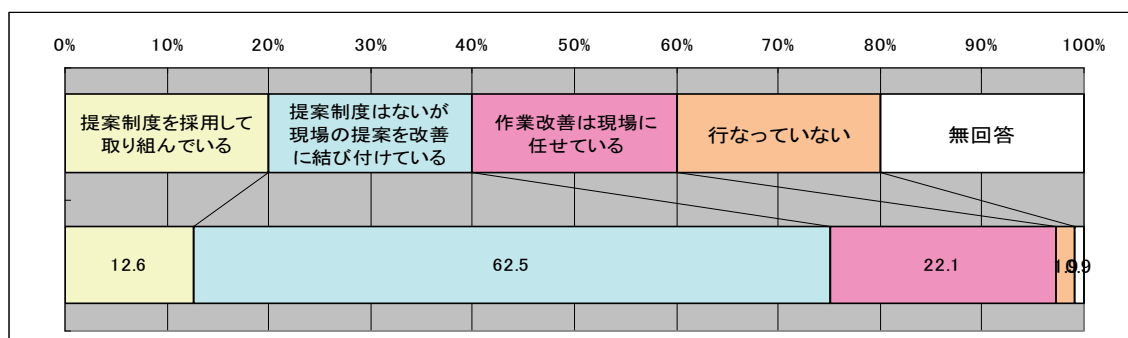 0% 10% 20% 30% 40% 50% 60% 70% 80% 90% 100%
提案制度を採用して
取り組んでいる
提案制度はないが
現場の提案を改善
に結び付けている
作業改善は現場に
任せている
行なっていない
無回答
12.6
62.5
22.1
1.9
0.9